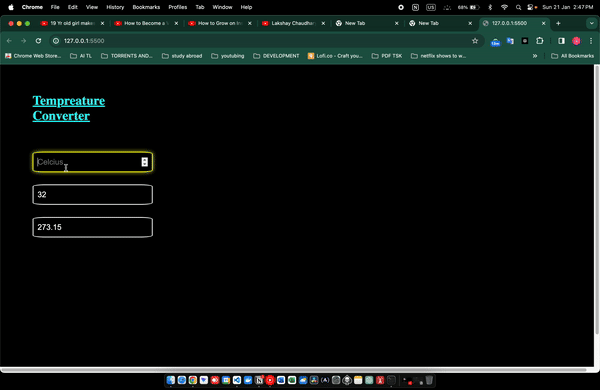 Chrome File Edit View History Bookmarks Profiles Tab Window Help US 68% Sun 21 Jan 2:47 PM
19 Yr old girl make How to Become a How to Grow on Lakshay Chaudha New Tab New Tab 127.0.0.1:5500
127.0.0.1:5500
Chrome Web Store... AI TL TORRENTS AND... study abroad youtubing DEVELOPMENT Lofi.co - Craft you... PDF TSK netflix shows to w... » All Bookmarks
Tempreature
Converter
Celcius
32
273.15